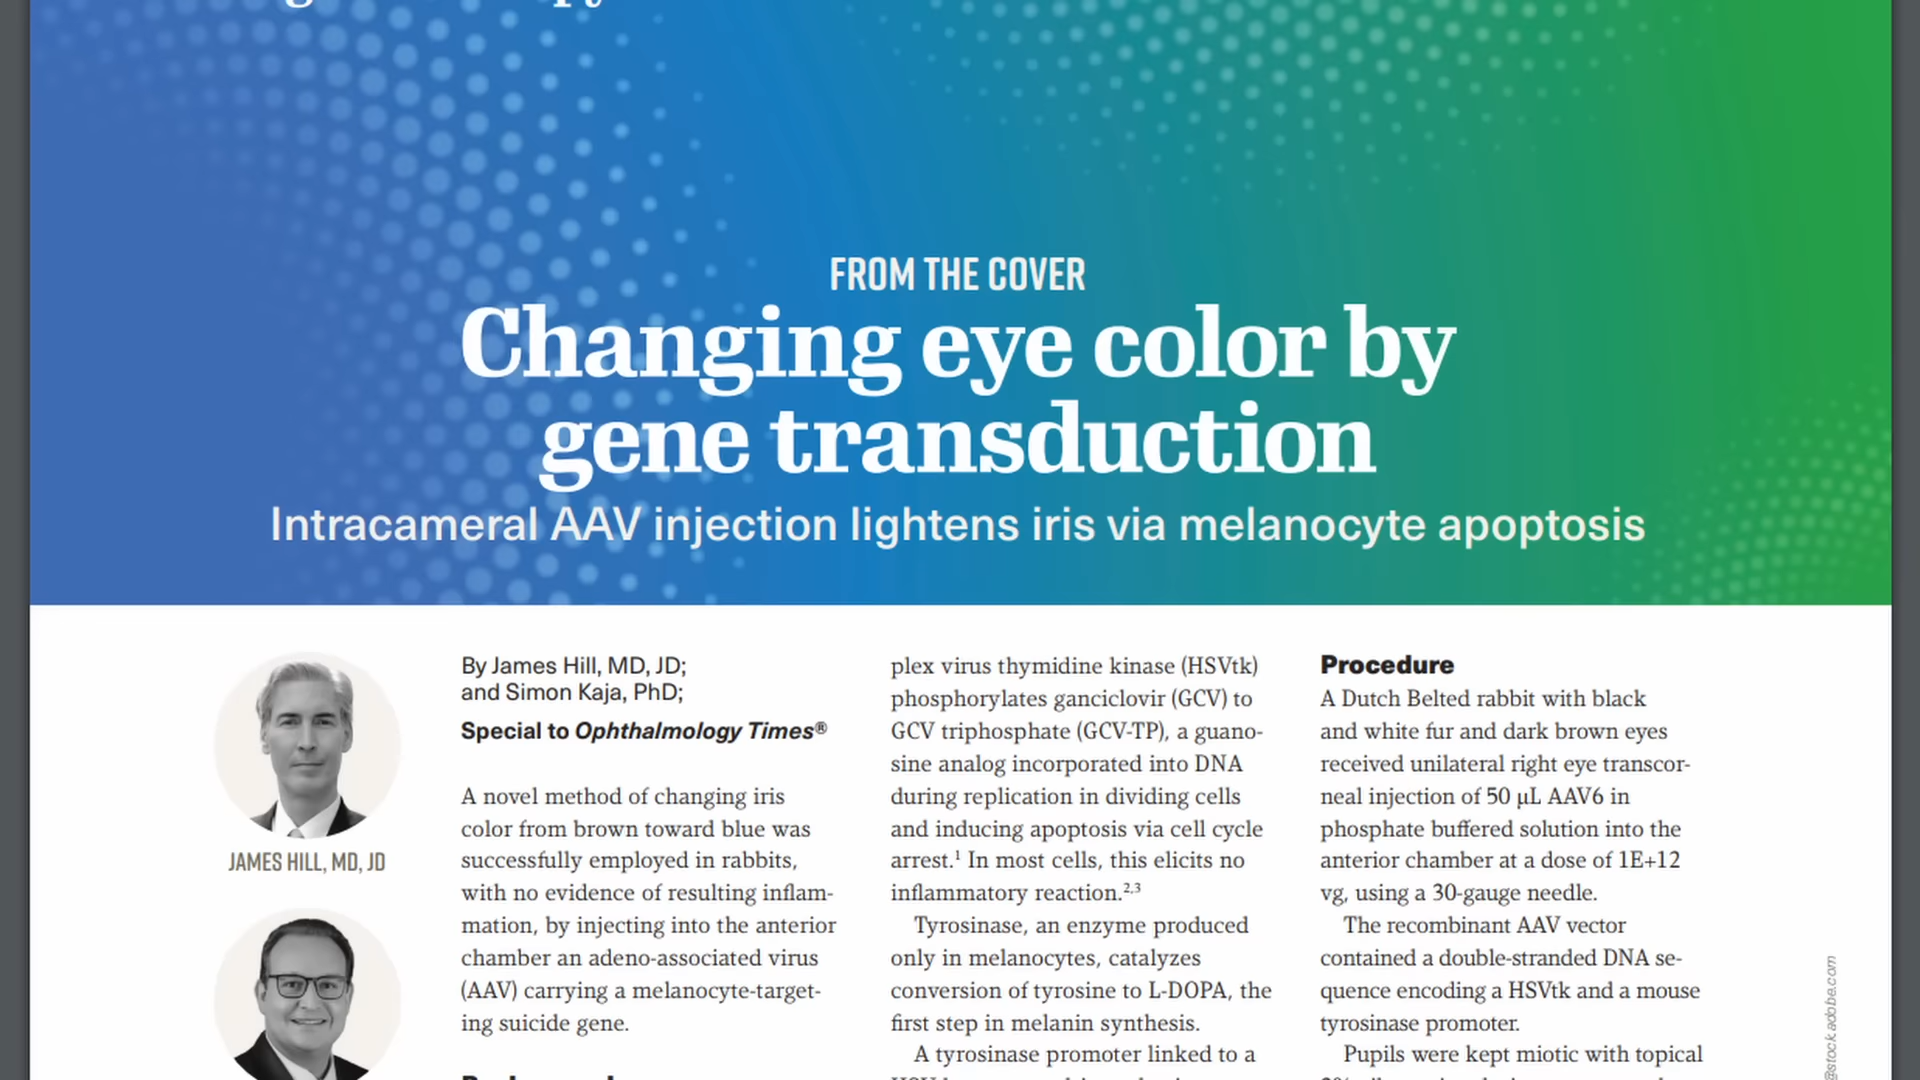 FROM THE COVER
Changing eye color by
gene transduction
Intracameral AAV injection lightens iris via melanocyte apoptosis
JAMES HILL, MD, JD
By James Hill, MD, JD;
and Simon Kaja, PhD;
Special to Ophthalmology Times®
A novel method of changing iris
color from brown toward blue was
successfully employed in rabbits,
with no evidence of resulting inflam-
mation, by injecting into the anterior
chamber an adeno-associated virus
(AAV) carrying a melanocyte-target-
ing suicide gene.
plex virus thymidine kinase (HSVtk)
phosphorylates ganciclovir (GCV) to
GCV triphosphate (GCV-TP), a guano-
sine analog incorporated into DNA
during replication in dividing cells
and inducing apoptosis via cell cycle
arrest.¹ In most cells, this elicits no
inflammatory reaction.²,³
Tyrosinase, an enzyme produced
only in melanocytes, catalyzes
conversion of tyrosine to L-DOPA, the
first step in melanin synthesis.
A tyrosinase promoter linked to a
Procedure
A Dutch Belted rabbit with black
and white fur and dark brown eyes
received unilateral right eye transcor-
neal injection of 50 µL AAV6 in
phosphate buffered solution into the
anterior chamber at a dose of 1E+12
vg, using a 30-gauge needle.
The recombinant AAV vector
contained a double-stranded DNA se-
quence encoding a HSVtk and a mouse
tyrosinase promoter.
Pupils were kept miotic with topical
@stock.adobe.com